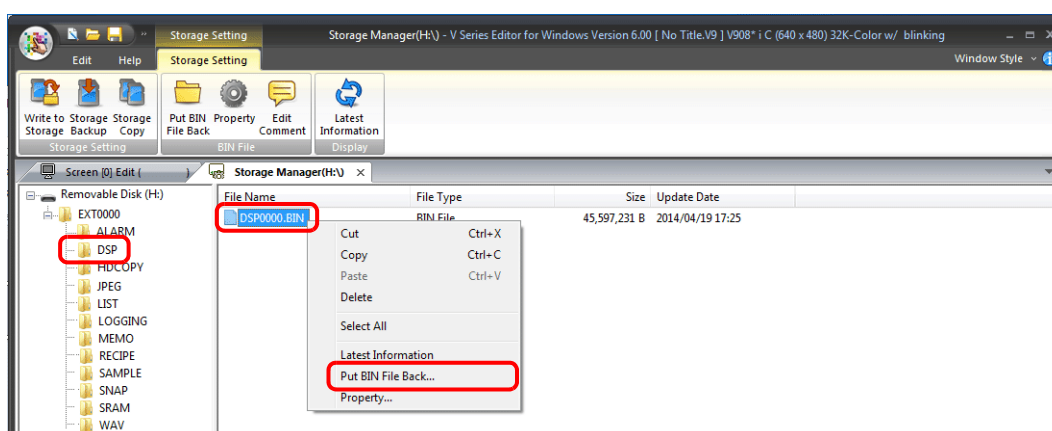 Storage Setting
Storage Manager(H:\) - V Series Editor for Windows Version 6.00 [ No Title.V9 ] V908* i C (640 x 480) 32K-Color w/ blinking
Edit Help Storage Setting
Window Style
Write to Storage
Storage Backup
Storage Copy
Put BIN File Back
Property
Edit Comment
Latest Information
Storage Setting
BIN File
Display
Screen [0] Edit ( )
Storage Manager(H:\)
Removable Disk (H:)
EXT0000
ALARM
DSP
HDCOPY
JPEG
LIST
LOGGING
MEMO
RECIPE
SAMPLE
SNAP
SRAM
WAV
File Name File Type Size Update Date
DSP0000.BIN BIN File 45,597,231 B 2014/04/19 17:25
Cut Ctrl+X
Copy Ctrl+C
Paste Ctrl+V
Delete
Select All
Latest Information
Put BIN File Back...
Property...